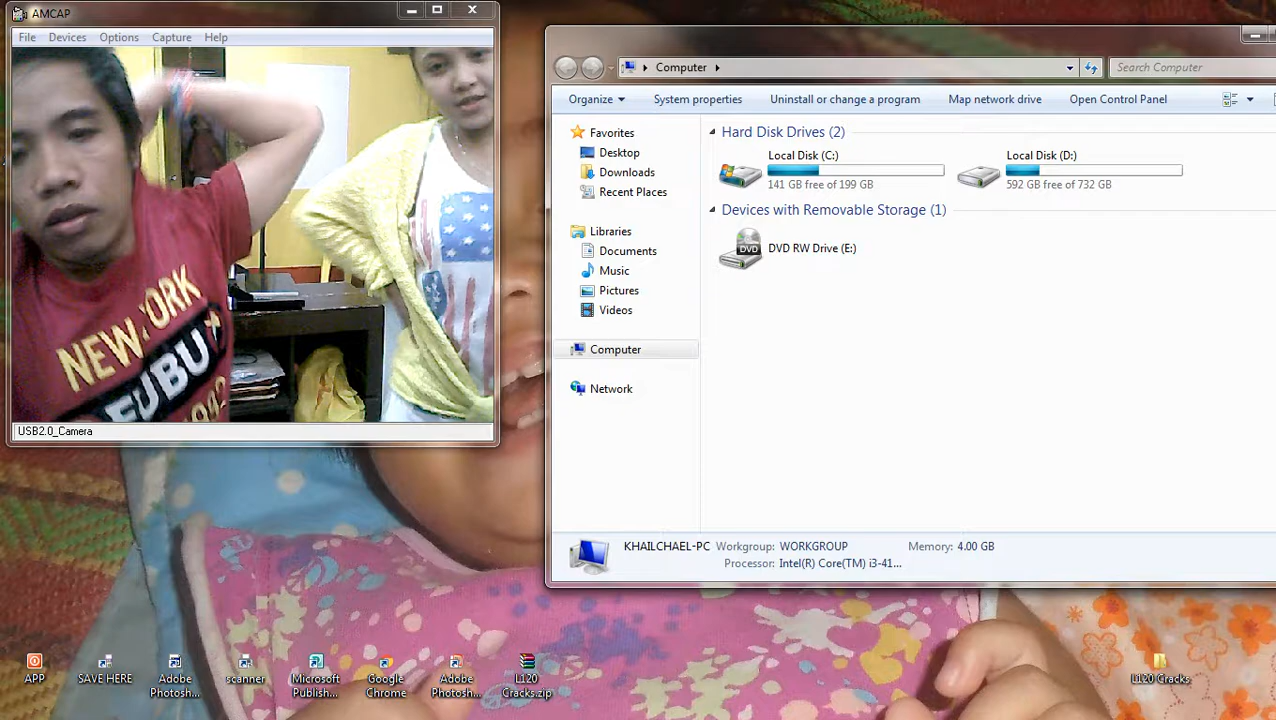 AMCAP
File Devices Options Capture Help
NEW YORK
FUBU
USB2.0_Camera
Computer
Search Computer
Organize System properties Uninstall or change a program Map network drive Open Control Panel
Favorites
Desktop
Downloads
Recent Places
Libraries
Documents
Music
Pictures
Videos
Computer
Network
Hard Disk Drives (2)
Local Disk (C:)
141 GB free of 199 GB
Local Disk (D:)
592 GB free of 732 GB
Devices with Removable Storage (1)
DVD
DVD RW Drive (E:)
KHAILCHAEL-PC Workgroup: WORKGROUP Memory: 4.00 GB
Processor: Intel(R) Core(TM) i3-41...
APP
SAVE HERE
Adobe
Photosh...
scanner
Microsoft
Publish...
Google
Chrome
Adobe
Photosh...
L120
Cracks.zip
L120 Cracks